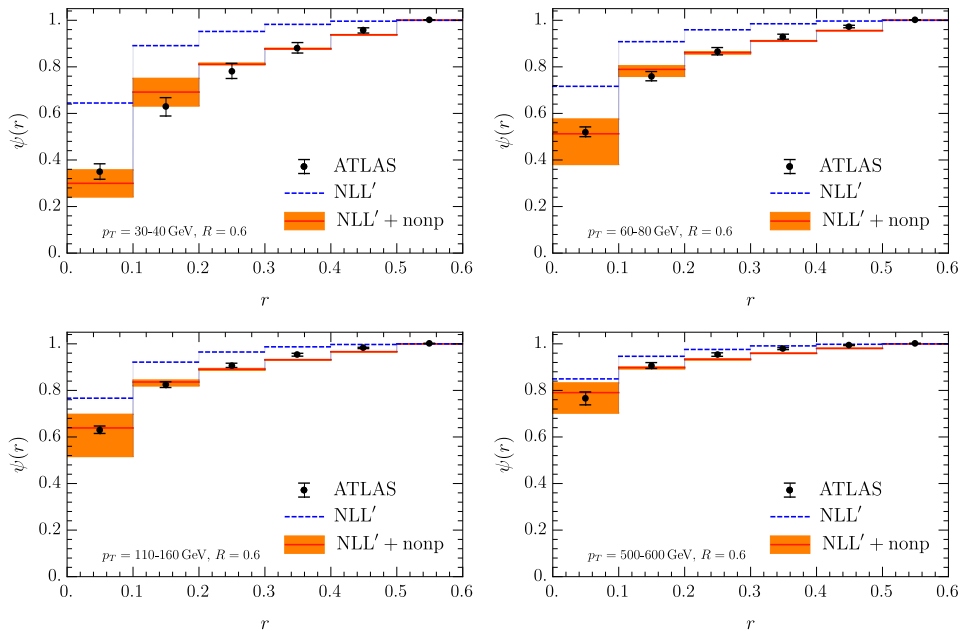 1.
0.8
0.6
0.4
0.2
0.
ψ(r)
ATLAS
NLL′
NLL′ + nonp
p_T = 30-40 GeV, R = 0.6
0. 0.1 0.2 0.3 0.4 0.5 0.6
r
1.
0.8
0.6
0.4
0.2
0.
ψ(r)
ATLAS
NLL′
NLL′ + nonp
p_T = 60-80 GeV, R = 0.6
0. 0.1 0.2 0.3 0.4 0.5 0.6
r
1.
0.8
0.6
0.4
0.2
0.
ψ(r)
ATLAS
NLL′
NLL′ + nonp
p_T = 110-160 GeV, R = 0.6
0. 0.1 0.2 0.3 0.4 0.5 0.6
r
1.
0.8
0.6
0.4
0.2
0.
ψ(r)
ATLAS
NLL′
NLL′ + nonp
p_T = 500-600 GeV, R = 0.6
0. 0.1 0.2 0.3 0.4 0.5 0.6
r